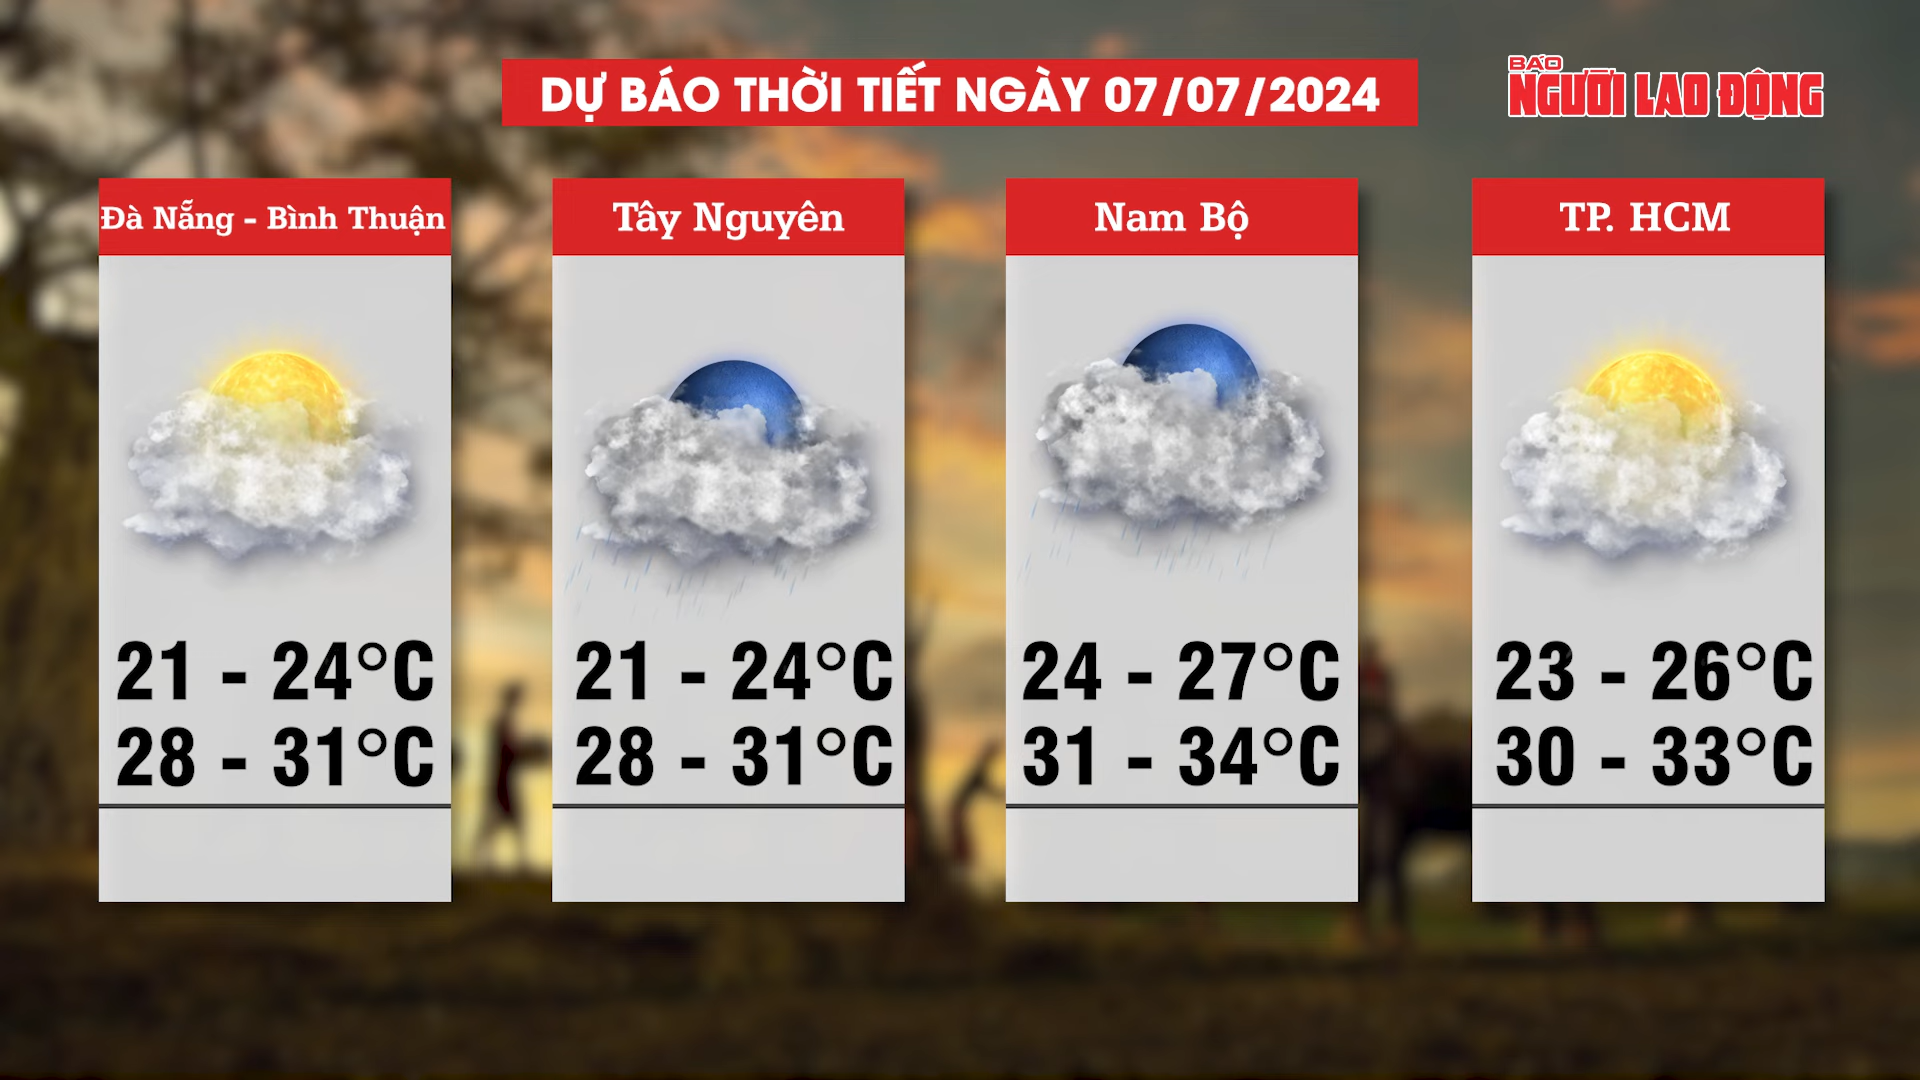 DỰ BÁO THỜI TIẾT NGÀY 07/07/2024
BÁO
NGƯỜI LAO ĐỘNG
Đà Nẵng - Bình Thuận
21 - 24°C
28 - 31°C
Tây Nguyên
21 - 24°C
28 - 31°C
Nam Bộ
24 - 27°C
31 - 34°C
TP. HCM
23 - 26°C
30 - 33°C